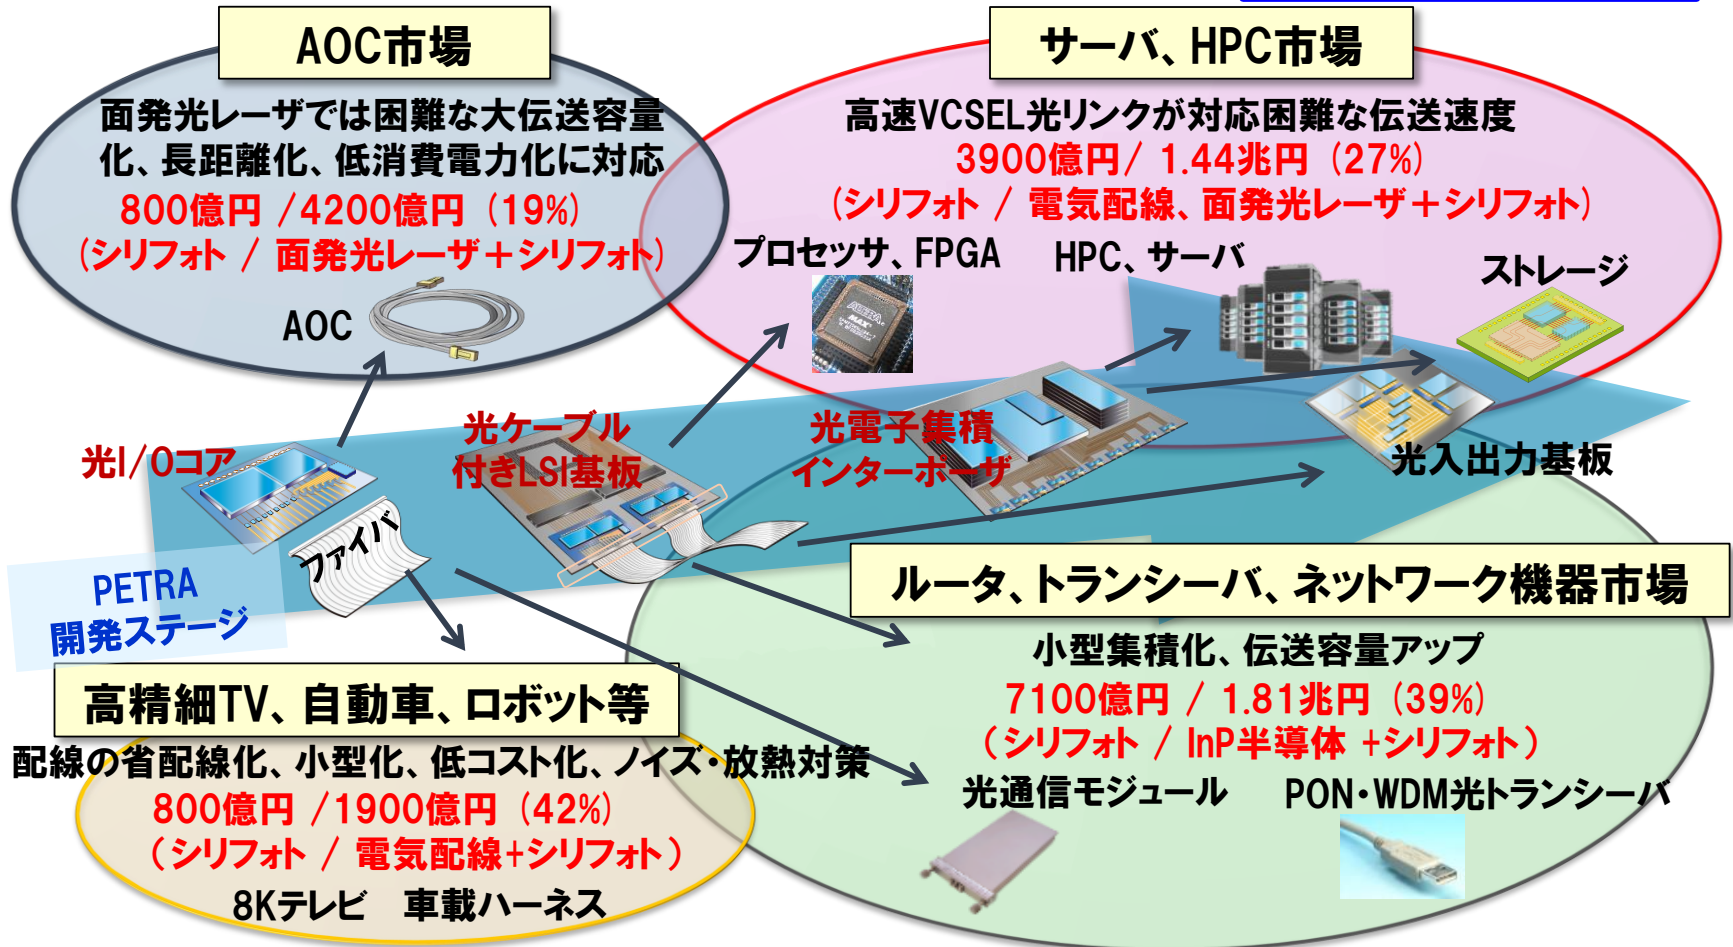 AOC市場
面発光レーザでは困難な大伝送容量
化、長距離化、低消費電力化に対応
800億円 /4200億円 (19%)
(シリフォト / 面発光レーザ+シリフォト)
AOC
サーバ、HPC市場
高速VCSEL光リンクが対応困難な伝送速度
3900億円/ 1.44兆円 (27%)
(シリフォト / 電気配線、面発光レーザ+シリフォト)
プロセッサ、FPGA
HPC、サーバ
ストレージ
光I/Oコア
光ケーブル
付きLSI基板
光電子集積
インターポーザ
光入出力基板
ファイバ
PETRA
開発ステージ
ルータ、トランシーバ、ネットワーク機器市場
小型集積化、伝送容量アップ
7100億円 / 1.81兆円 (39%)
(シリフォト / InP半導体 +シリフォト)
光通信モジュール
PON・WDM光トランシーバ
高精細TV、自動車、ロボット等
配線の省配線化、小型化、低コスト化、ノイズ・放熱対策
800億円 /1900億円 (42%)
(シリフォト / 電気配線+シリフォト)
8Kテレビ 車載ハーネス